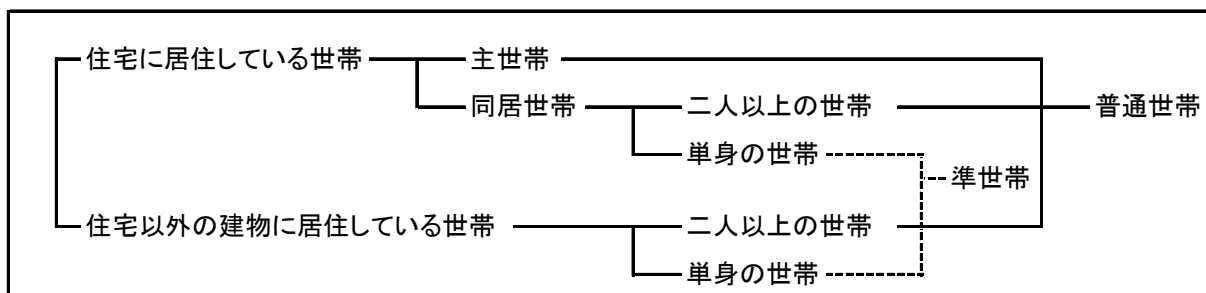 住宅に居住している世帯 主世帯
同居世帯 二人以上の世帯 普通世帯
単身の世帯
準世帯
住宅以外の建物に居住している世帯 二人以上の世帯
単身の世帯